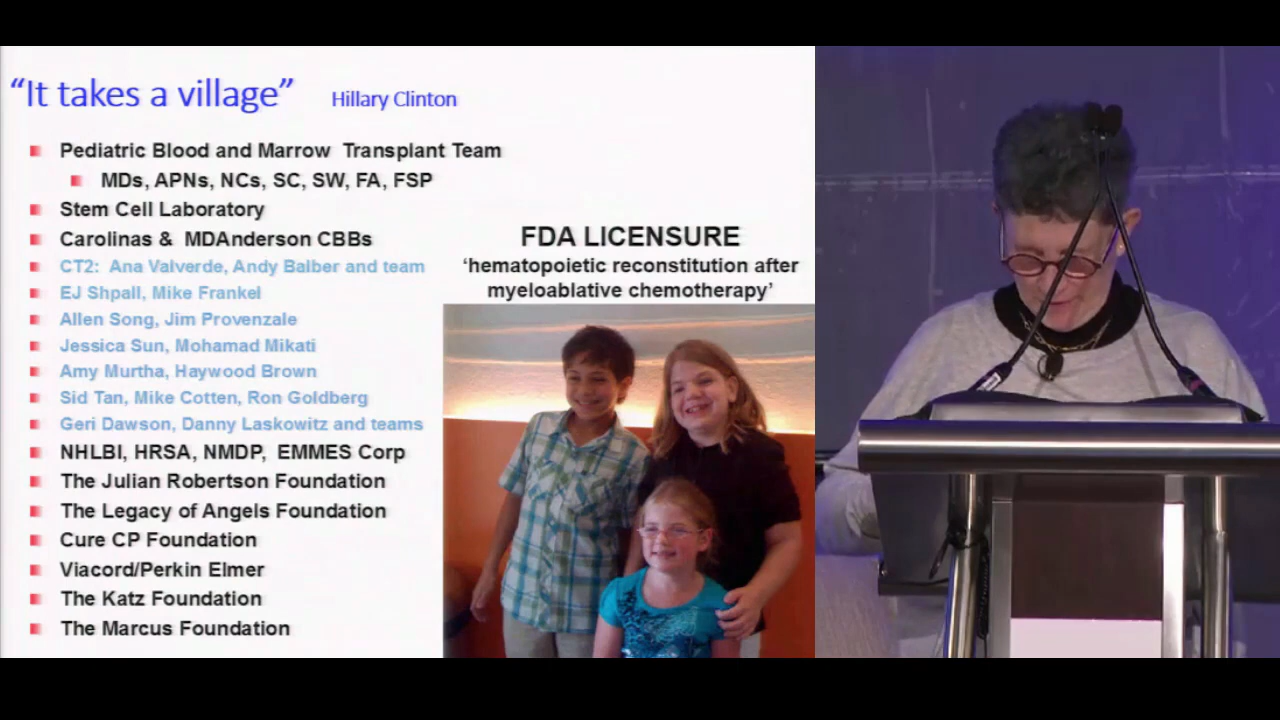 “It takes a village” Hillary Clinton
Pediatric Blood and Marrow Transplant Team
MDs, APNs, NCs, SC, SW, FA, FSP
Stem Cell Laboratory
Carolinas & MDAnderson CBBs
CT2: Ana Valverde, Andy Balber and team
EJ Shpall, Mike Frankel
Allen Song, Jim Provenzale
Jessica Sun, Mohamad Mikati
Amy Murtha, Haywood Brown
Sid Tan, Mike Cotten, Ron Goldberg
Geri Dawson, Danny Laskowitz and teams
NHLBI, HRSA, NMDP, EMMES Corp
The Julian Robertson Foundation
The Legacy of Angels Foundation
Cure CP Foundation
Viacord/Perkin Elmer
The Katz Foundation
The Marcus Foundation
FDA LICENSURE
‘hematopoietic reconstitution after
myeloablative chemotherapy’